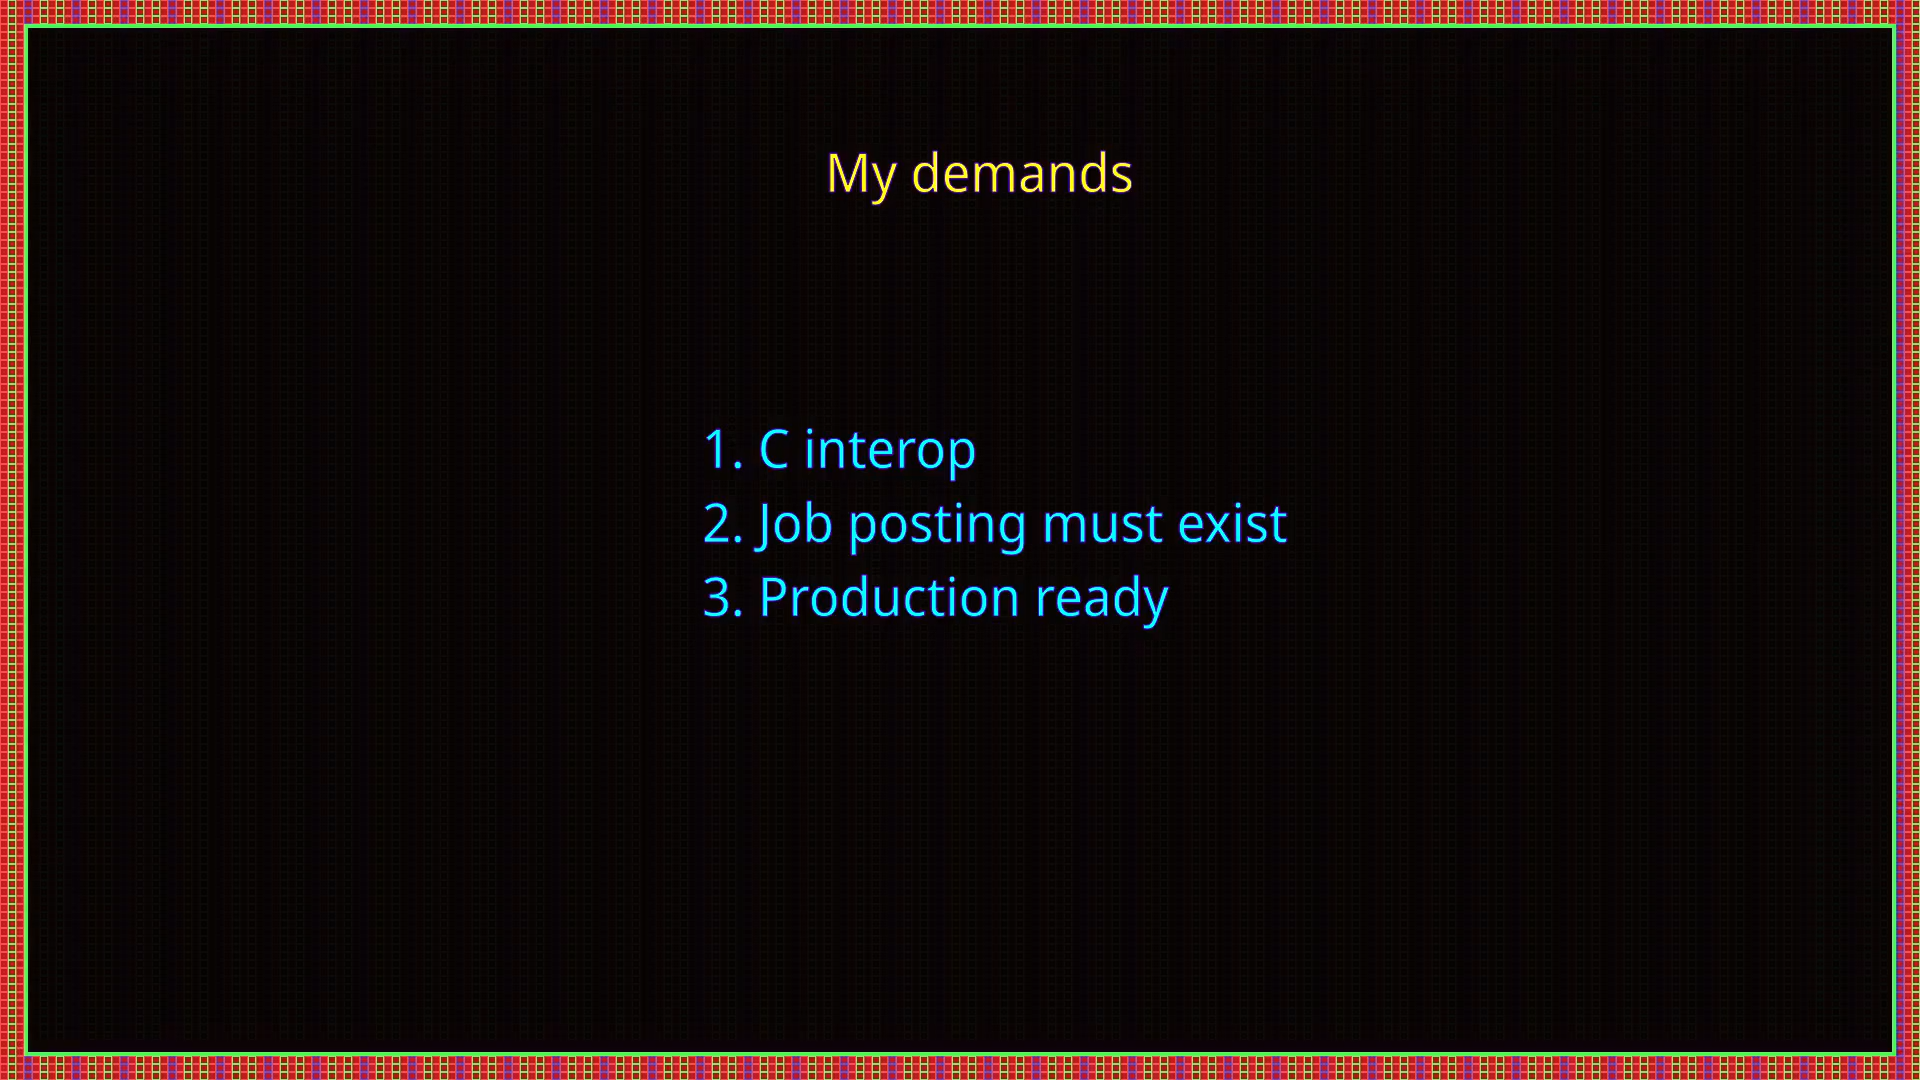 My demands
1. C interop
2. Job posting must exist
3. Production ready